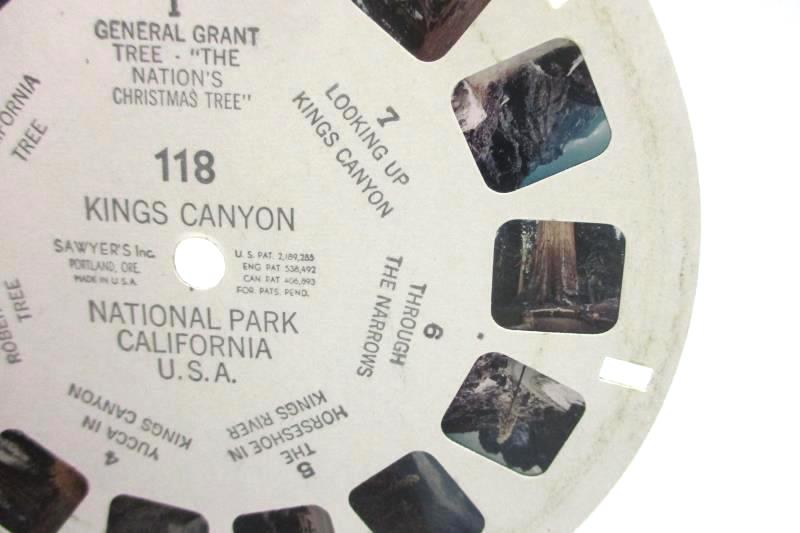 1
GENERAL GRANT
TREE - "THE
NATION'S
CHRISTMAS TREE"
7
LOOKING UP
KINGS CANYON
TREE
118
KINGS CANYON
SAWYER'S Inc.
PORTLAND, ORE.
MADE IN U.S.A.
U. S. PAT. 2,189,285
ENG PAT 538,492
CAN PAT 406,893
FOR. PATS. PEND.
NATIONAL PARK
CALIFORNIA
U.S.A.
6
THROUGH
THE NARROWS
5
THE
HORSESHOE IN
KINGS RIVER
4
YUCCA IN
KINGS CANYON
TREE